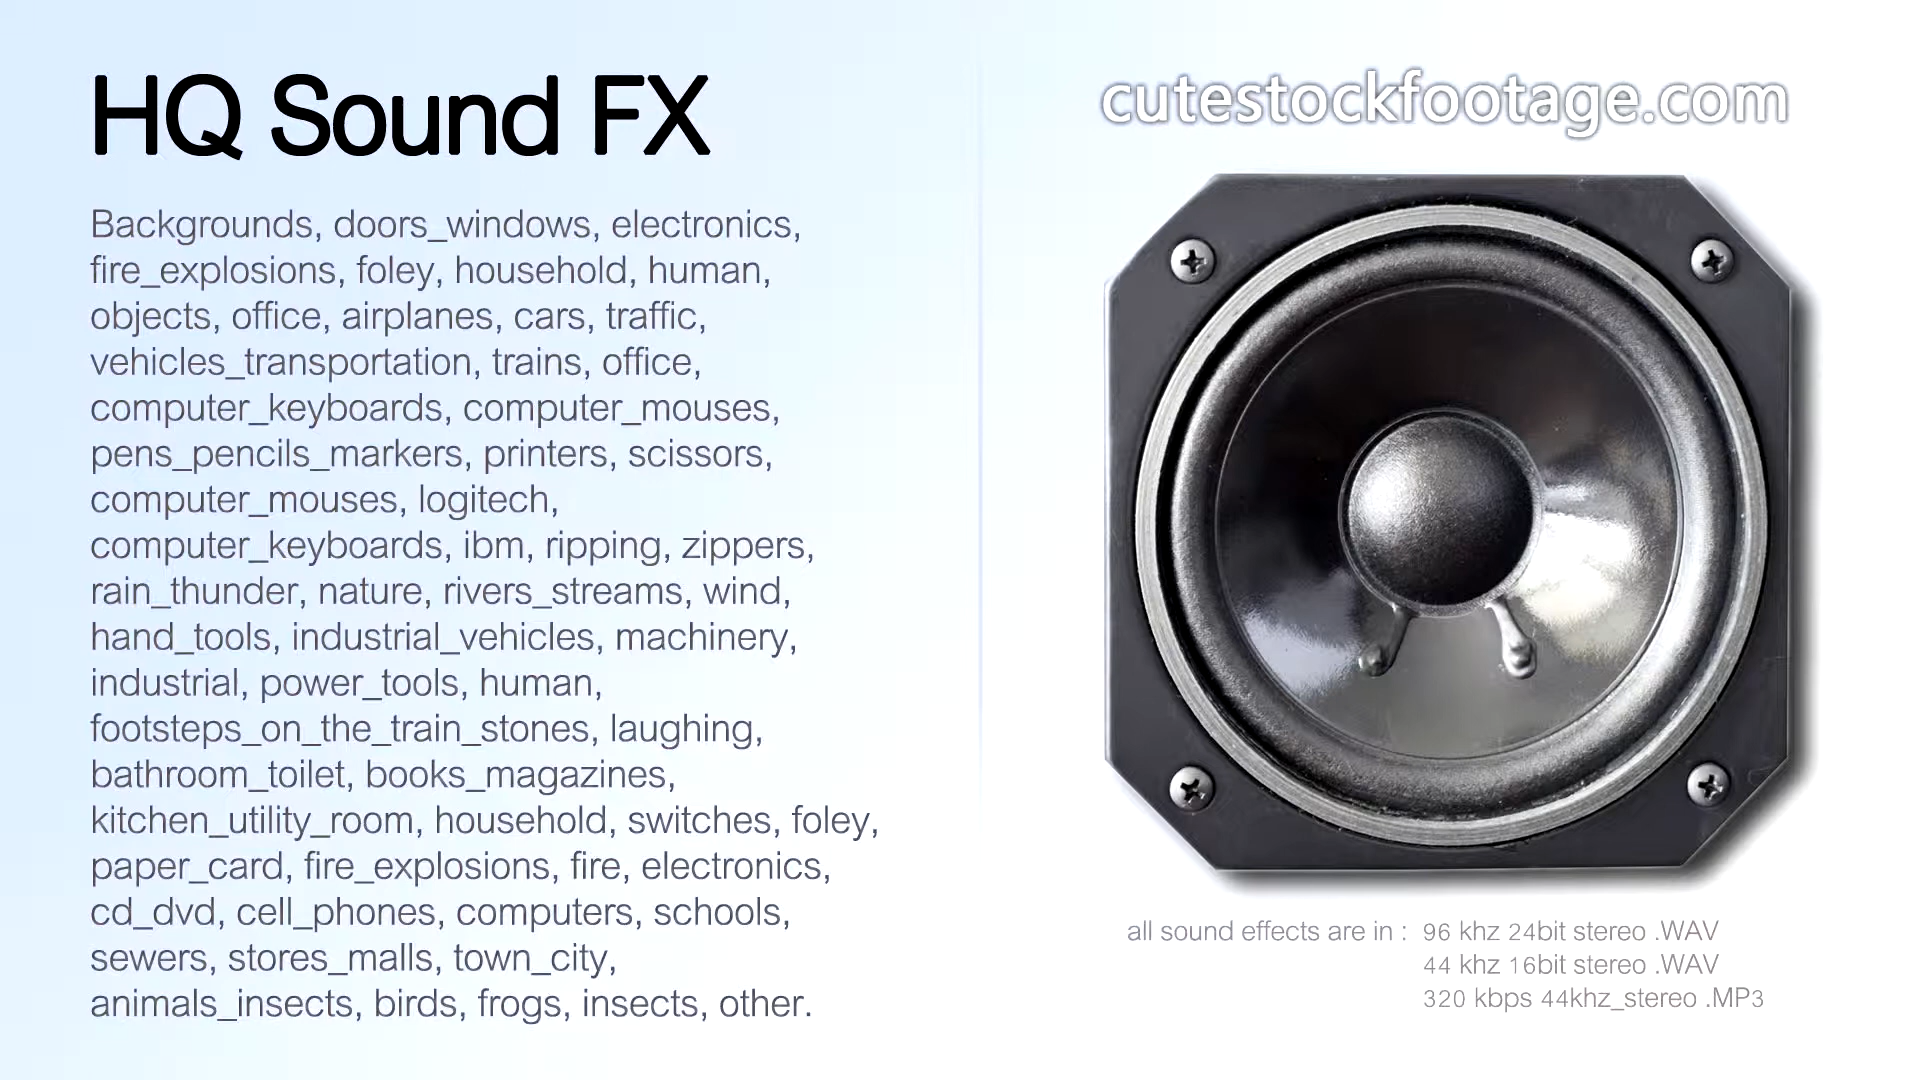 HQ Sound FX
Backgrounds, doors_windows, electronics,
fire_explosions, foley, household, human,
objects, office, airplanes, cars, traffic,
vehicles_transportation, trains, office,
computer_keyboards, computer_mouses,
pens_pencils_markers, printers, scissors,
computer_mouses, logitech,
computer_keyboards, ibm, ripping, zippers,
rain_thunder, nature, rivers_streams, wind,
hand_tools, industrial_vehicles, machinery,
industrial, power_tools, human,
footsteps_on_the_train_stones, laughing,
bathroom_toilet, books_magazines,
kitchen_utility_room, household, switches, foley,
paper_card, fire_explosions, fire, electronics,
cd_dvd, cell_phones, computers, schools,
sewers, stores_malls, town_city,
animals_insects, birds, frogs, insects, other.
cutestockfootage.com
all sound effects are in : 96 khz 24bit stereo .WAV
44 khz 16bit stereo .WAV
320 kbps 44khz_stereo .MP3